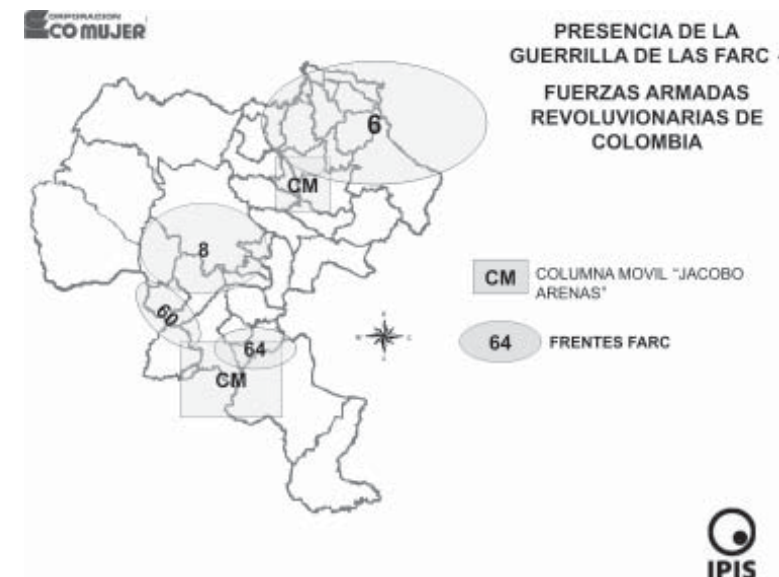 CORPORACION
ECO MUJER
PRESENCIA DE LA
GUERRILLA DE LAS FARC -
FUERZAS ARMADAS
REVOLUVIONARIAS DE
COLOMBIA
6
CM
8
60
64
CM
CM COLUMNA MOVIL "JACOBO
ARENAS"
64 FRENTES FARC
IPIS